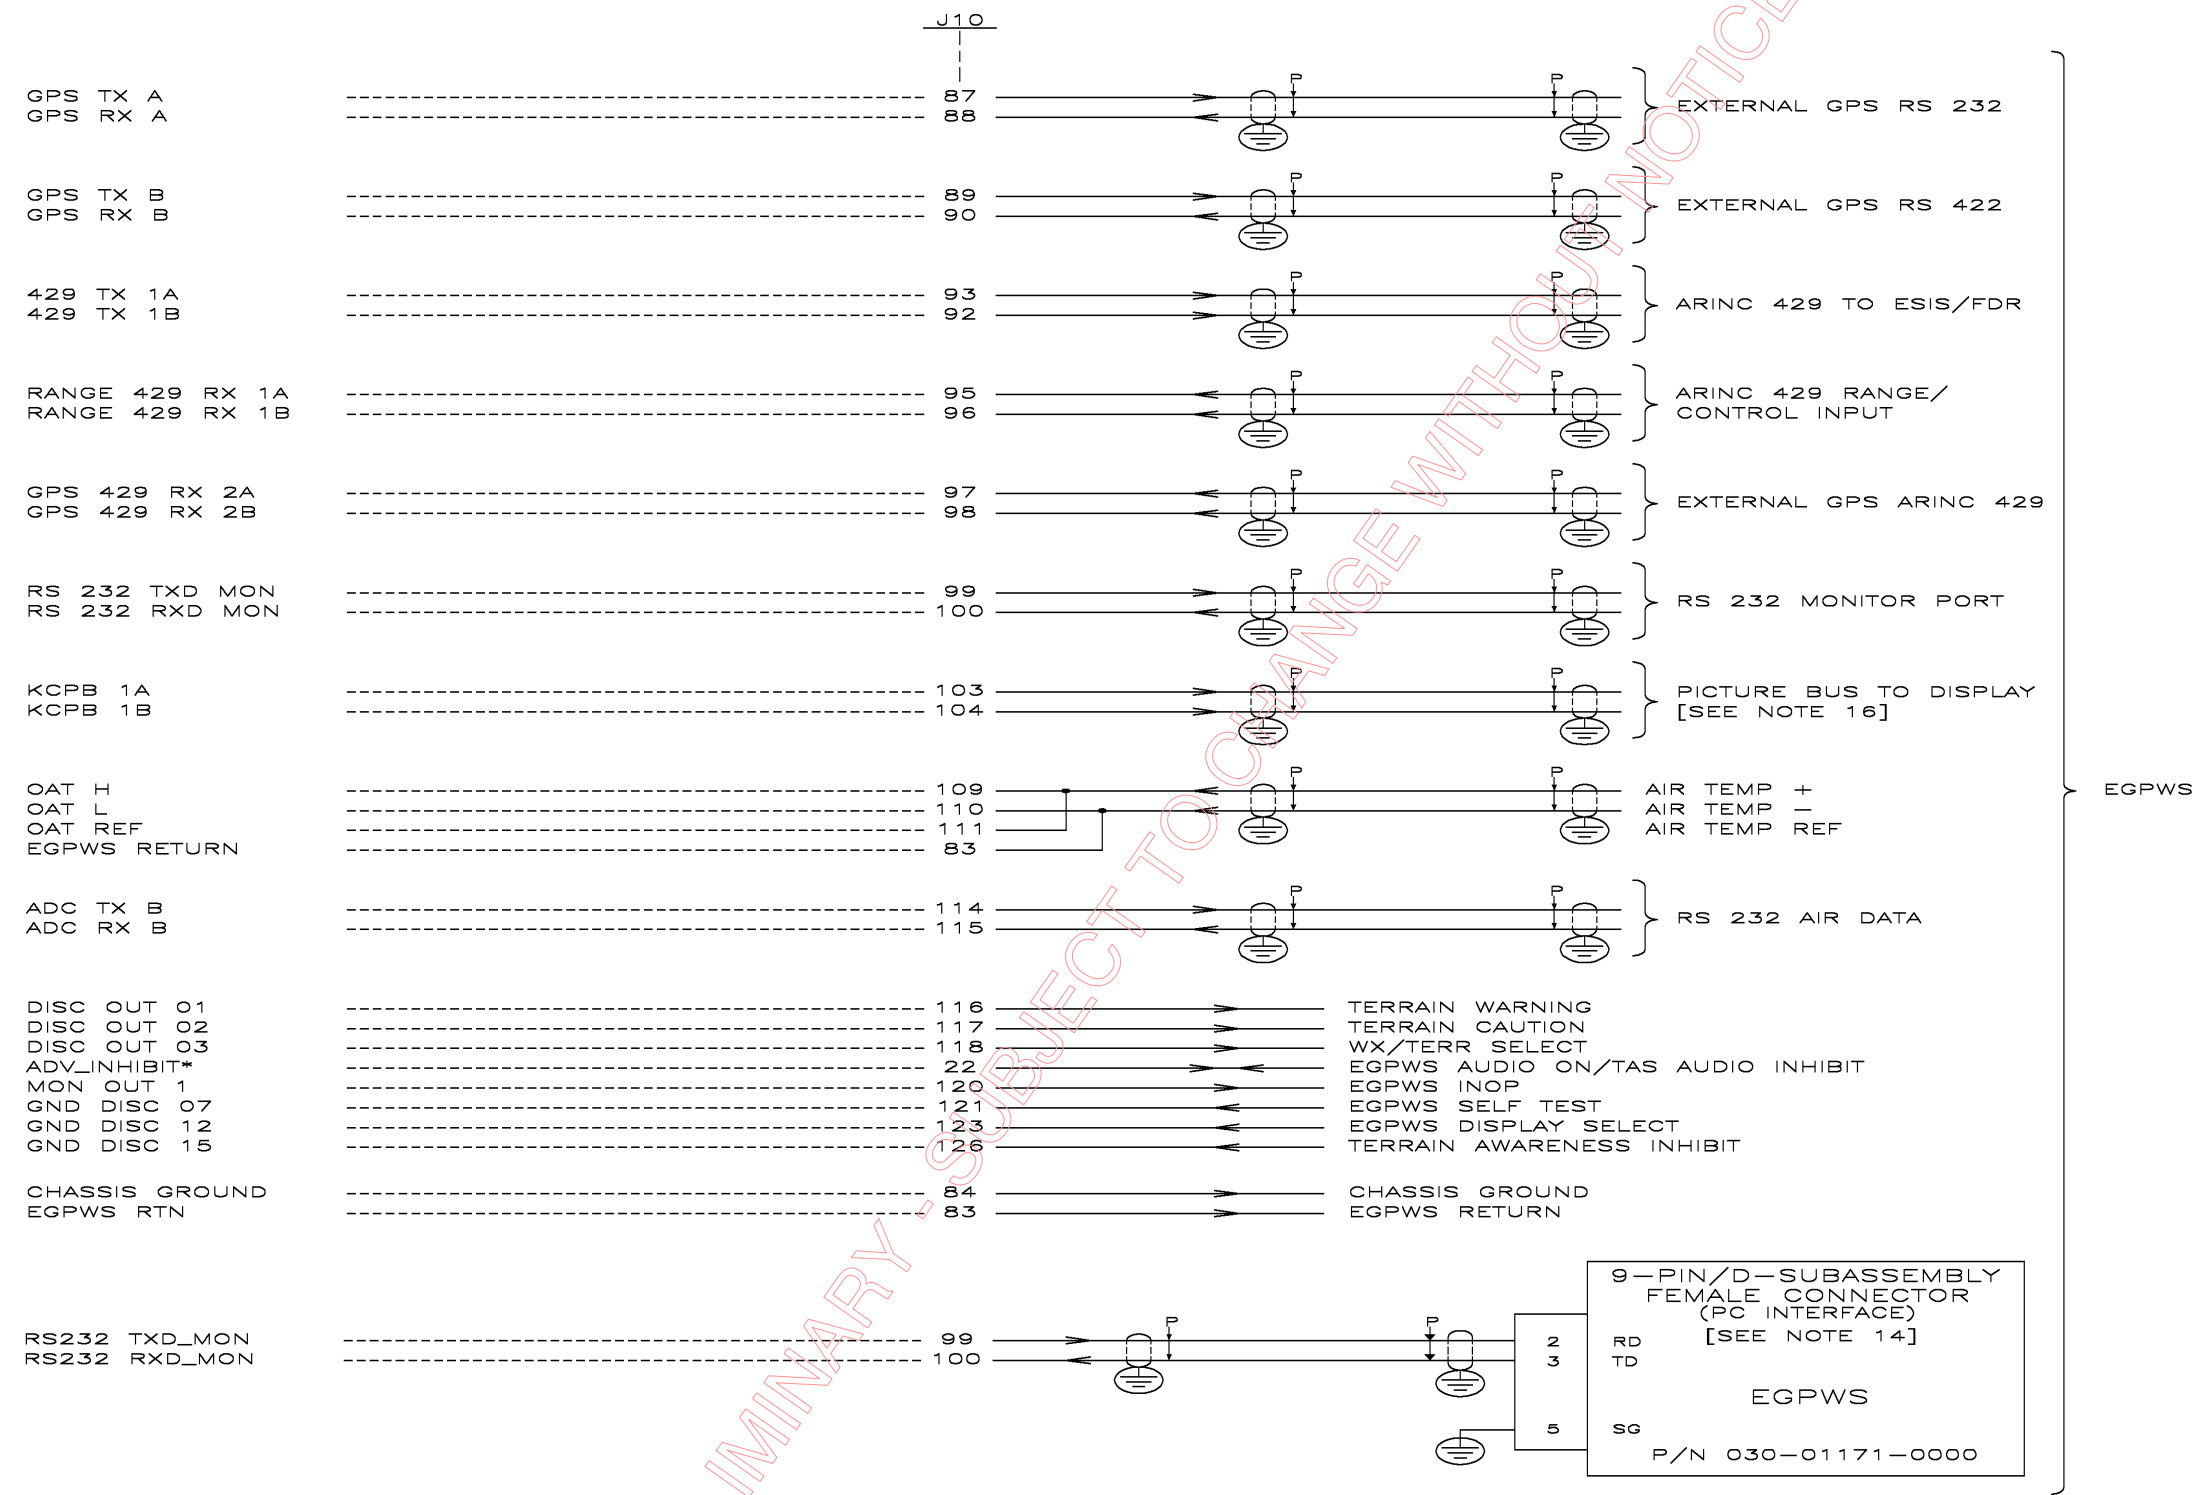 J10
GPS TX A 87 P P
GPS RX A 88
EXTERNAL GPS RS 232
GPS TX B 89 P P
GPS RX B 90
EXTERNAL GPS RS 422
429 TX 1A 93 P P
429 TX 1B 92
ARINC 429 TO ESIS/FDR
RANGE 429 RX 1A 95 P P
RANGE 429 RX 1B 96
ARINC 429 RANGE/
CONTROL INPUT
GPS 429 RX 2A 97 P P
GPS 429 RX 2B 98
EXTERNAL GPS ARINC 429
RS 232 TXD MON 99 P P
RS 232 RXD MON 100
RS 232 MONITOR PORT
KCPB 1A 103 P P
KCPB 1B 104
PICTURE BUS TO DISPLAY
[SEE NOTE 16]
OAT H 109 P P AIR TEMP +
OAT L 110 AIR TEMP −
OAT REF 111 AIR TEMP REF
EGPWS RETURN 83
EGPWS
ADC TX B 114 P P
ADC RX B 115
RS 232 AIR DATA
DISC OUT 01 116 TERRAIN WARNING
DISC OUT 02 117 TERRAIN CAUTION
DISC OUT 03 118 WX/TERR SELECT
ADV_INHIBIT* 22 EGPWS AUDIO ON/TAS AUDIO INHIBIT
MON OUT 1 120 EGPWS INOP
GND DISC 07 121 EGPWS SELF TEST
GND DISC 12 123 EGPWS DISPLAY SELECT
GND DISC 15 126 TERRAIN AWARENESS INHIBIT
CHASSIS GROUND 84 CHASSIS GROUND
EGPWS RTN 83 EGPWS RETURN
9−PIN/D−SUBASSEMBLY
FEMALE CONNECTOR
(PC INTERFACE)
[SEE NOTE 14]
RS232 TXD_MON 99 P P 2 RD
RS232 RXD_MON 100 3 TD
EGPWS
5 SG
P/N 030−01171−0000
IMINARY - SUBJECT TO CHANGE WITHOUT NOTICE